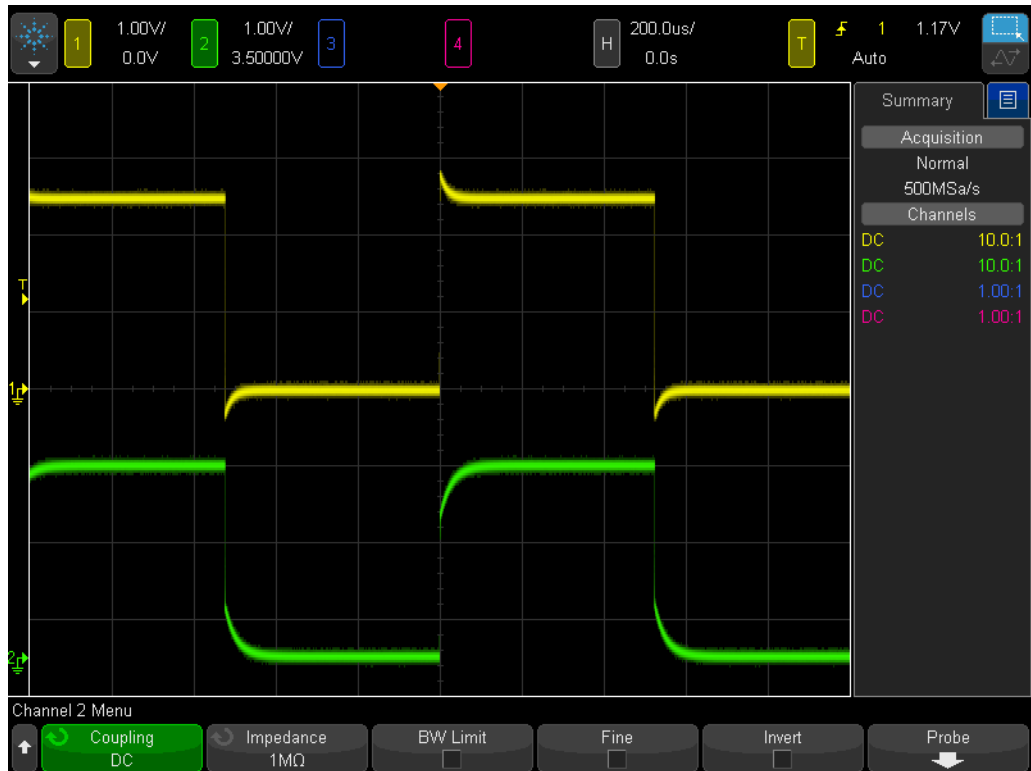 1 1.00V/ 2 1.00V/ 3 4 H 200.0us/ T 1 1.17V
0.0V 3.50000V 0.0s Auto
Summary
Acquisition
Normal
500MSa/s
Channels
DC 10.0:1
DC 10.0:1
DC 1.00:1
DC 1.00:1
T
1
2
Channel 2 Menu
Coupling Impedance BW Limit Fine Invert Probe
DC 1MΩ